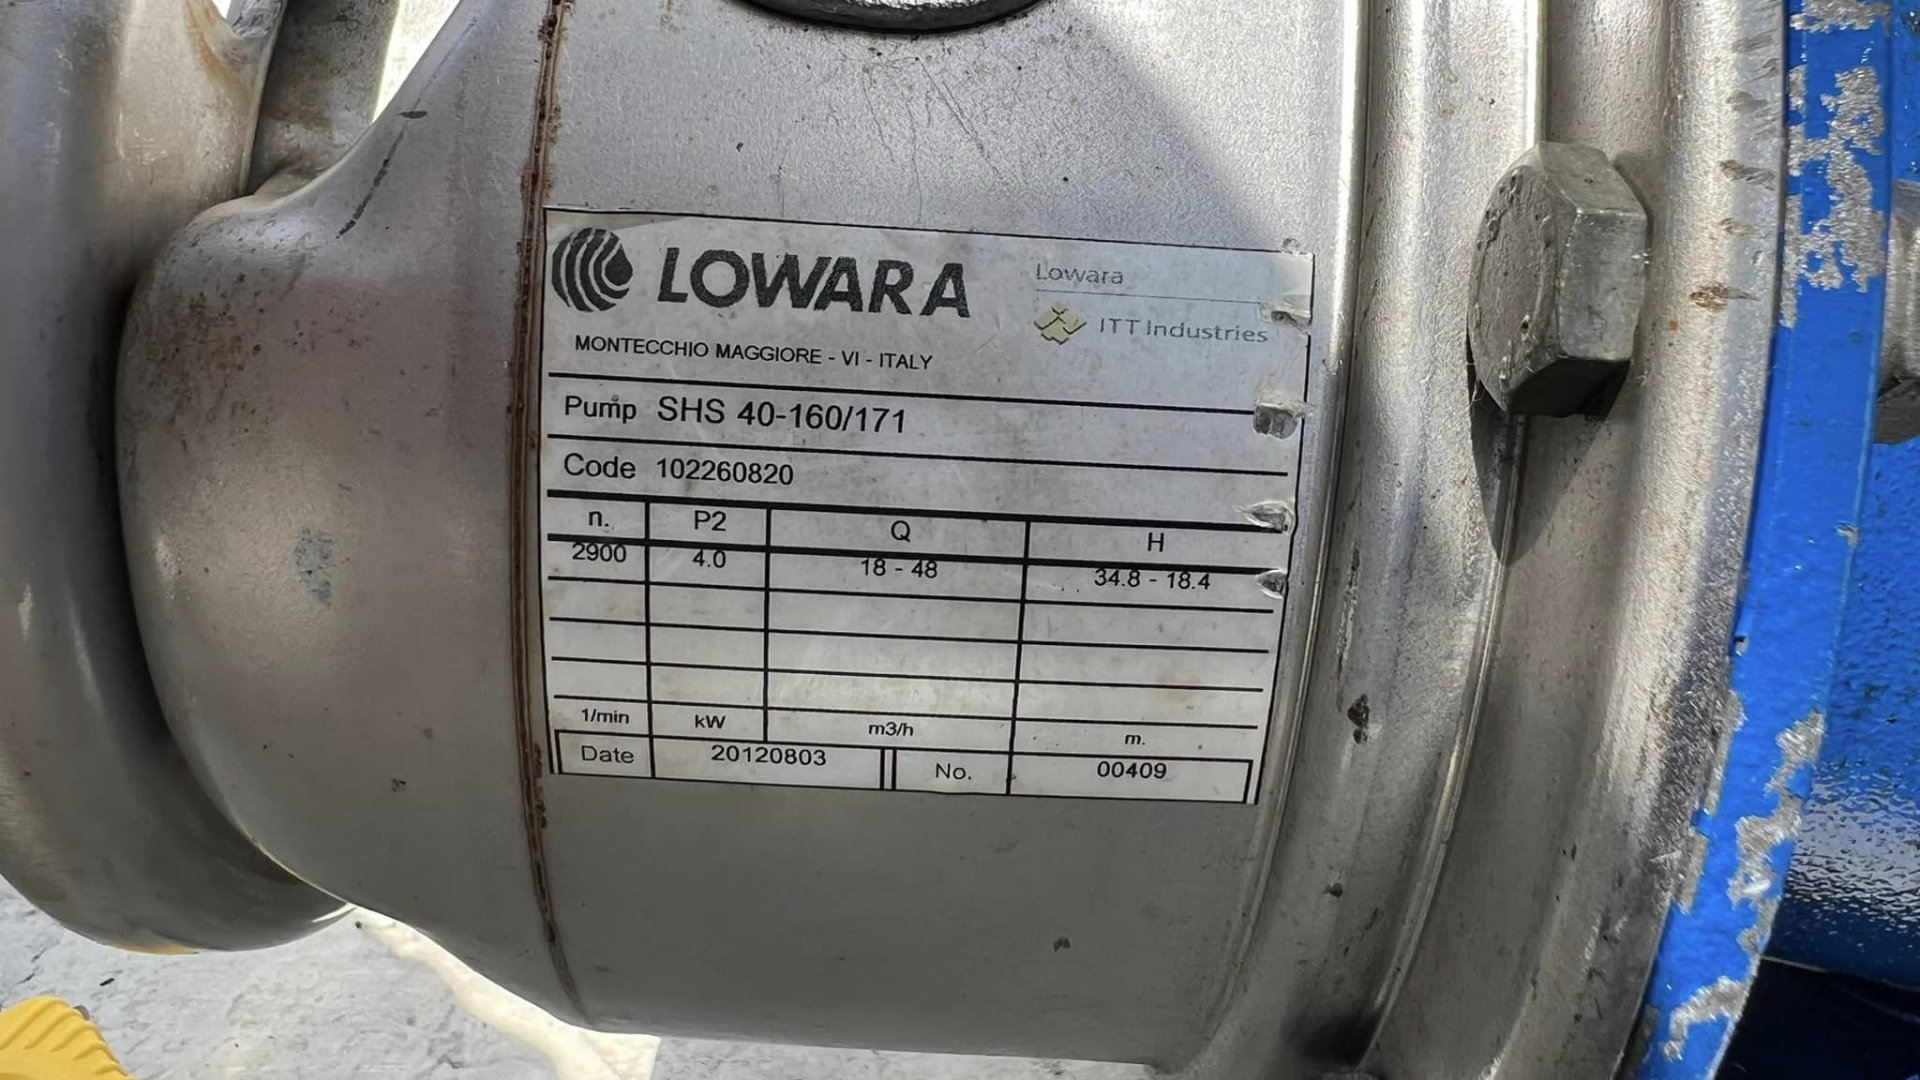 LOWARA
Lowara
ITT Industries
MONTECCHIO MAGGIORE - VI - ITALY
Pump SHS 40-160/171
Code 102260820
n. P2 Q H
2900 4.0 18 - 48 34.8 - 18.4
1/min kW m3/h m.
Date 20120803 No. 00409